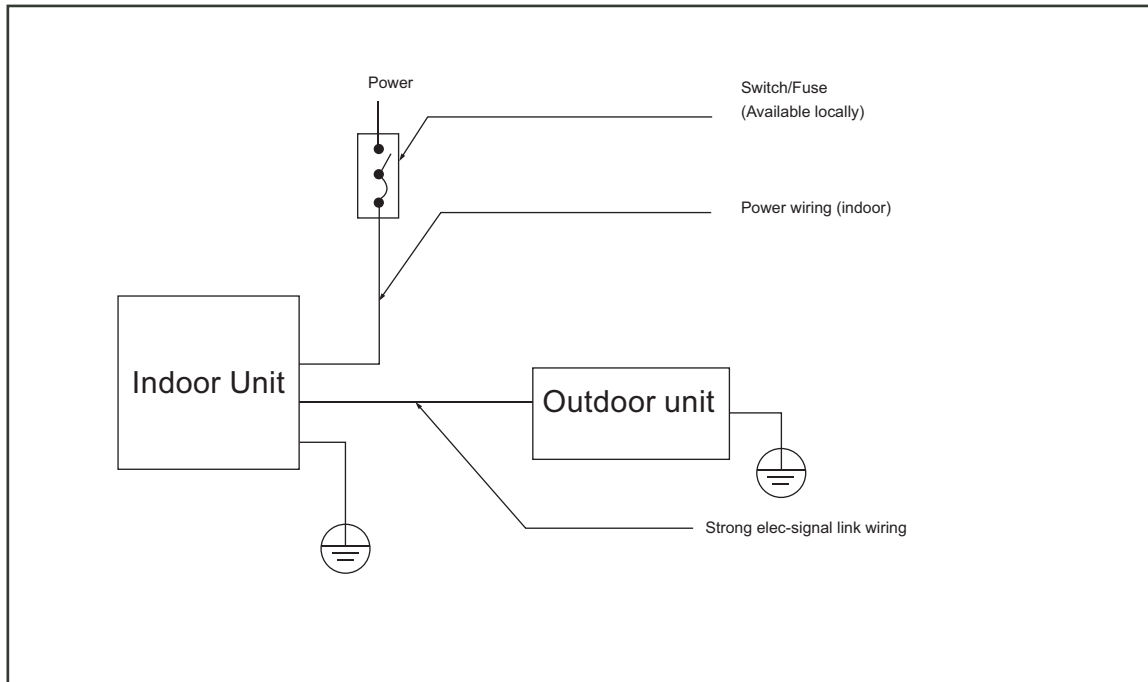 Power
Switch/Fuse
(Available locally)
Power wiring (indoor)
Indoor Unit
Outdoor unit
Strong elec-signal link wiring